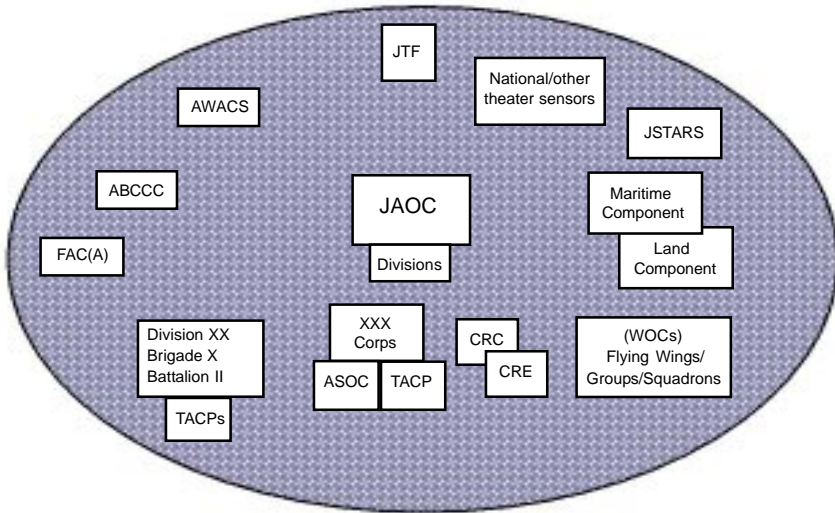 JTF
National/other
theater sensors
AWACS
JSTARS
ABCCC
JAOC
Divisions
Maritime
Component
Land
Component
FAC(A)
Division XX
Brigade X
Battalion II
TACPs
XXX
Corps
ASOC
TACP
CRC
CRE
(WOCs)
Flying Wings/
Groups/Squadrons